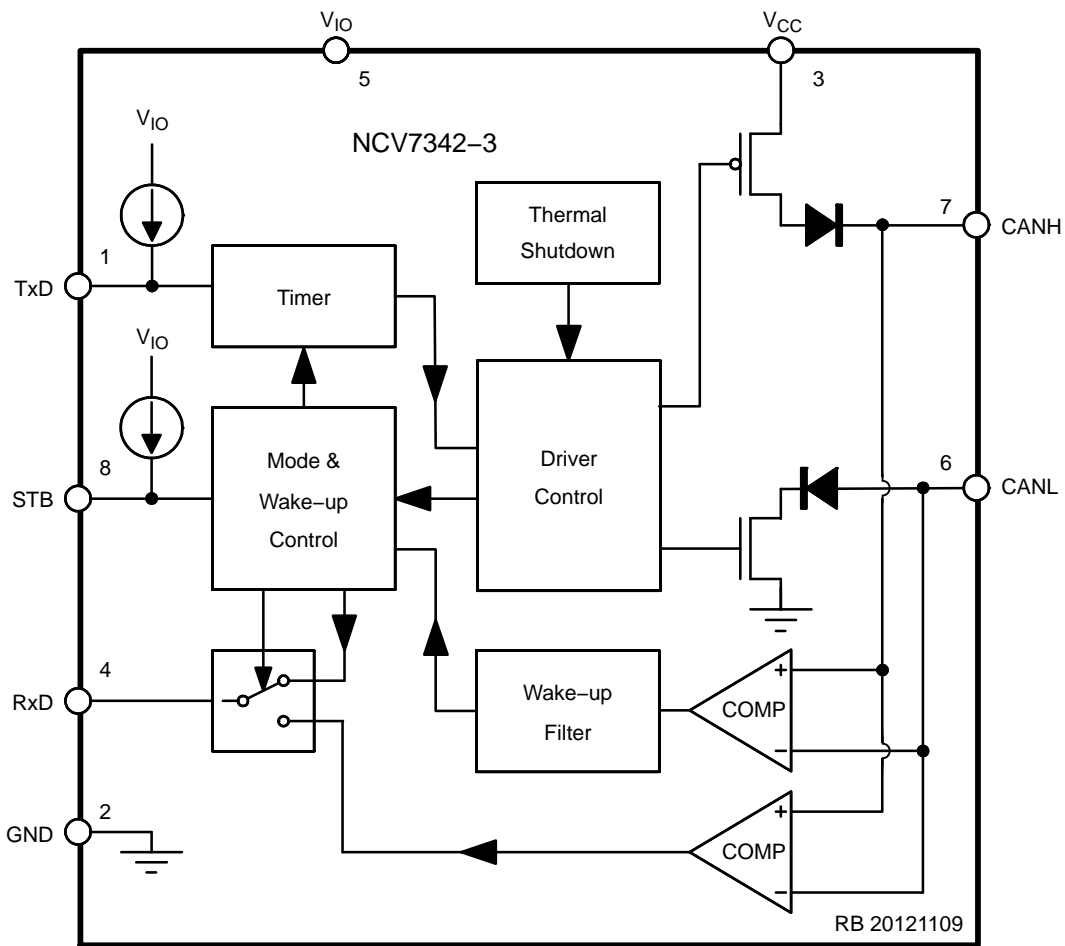 VIO
VCC
5
3
VIO
NCV7342−3
Thermal
Shutdown
7
CANH
1
TxD
Timer
VIO
8
STB
Mode &
Wake−up
Control
Driver
Control
6
CANL
4
RxD
Wake−up
Filter
+
COMP
−
2
GND
+
COMP
−
RB 20121109